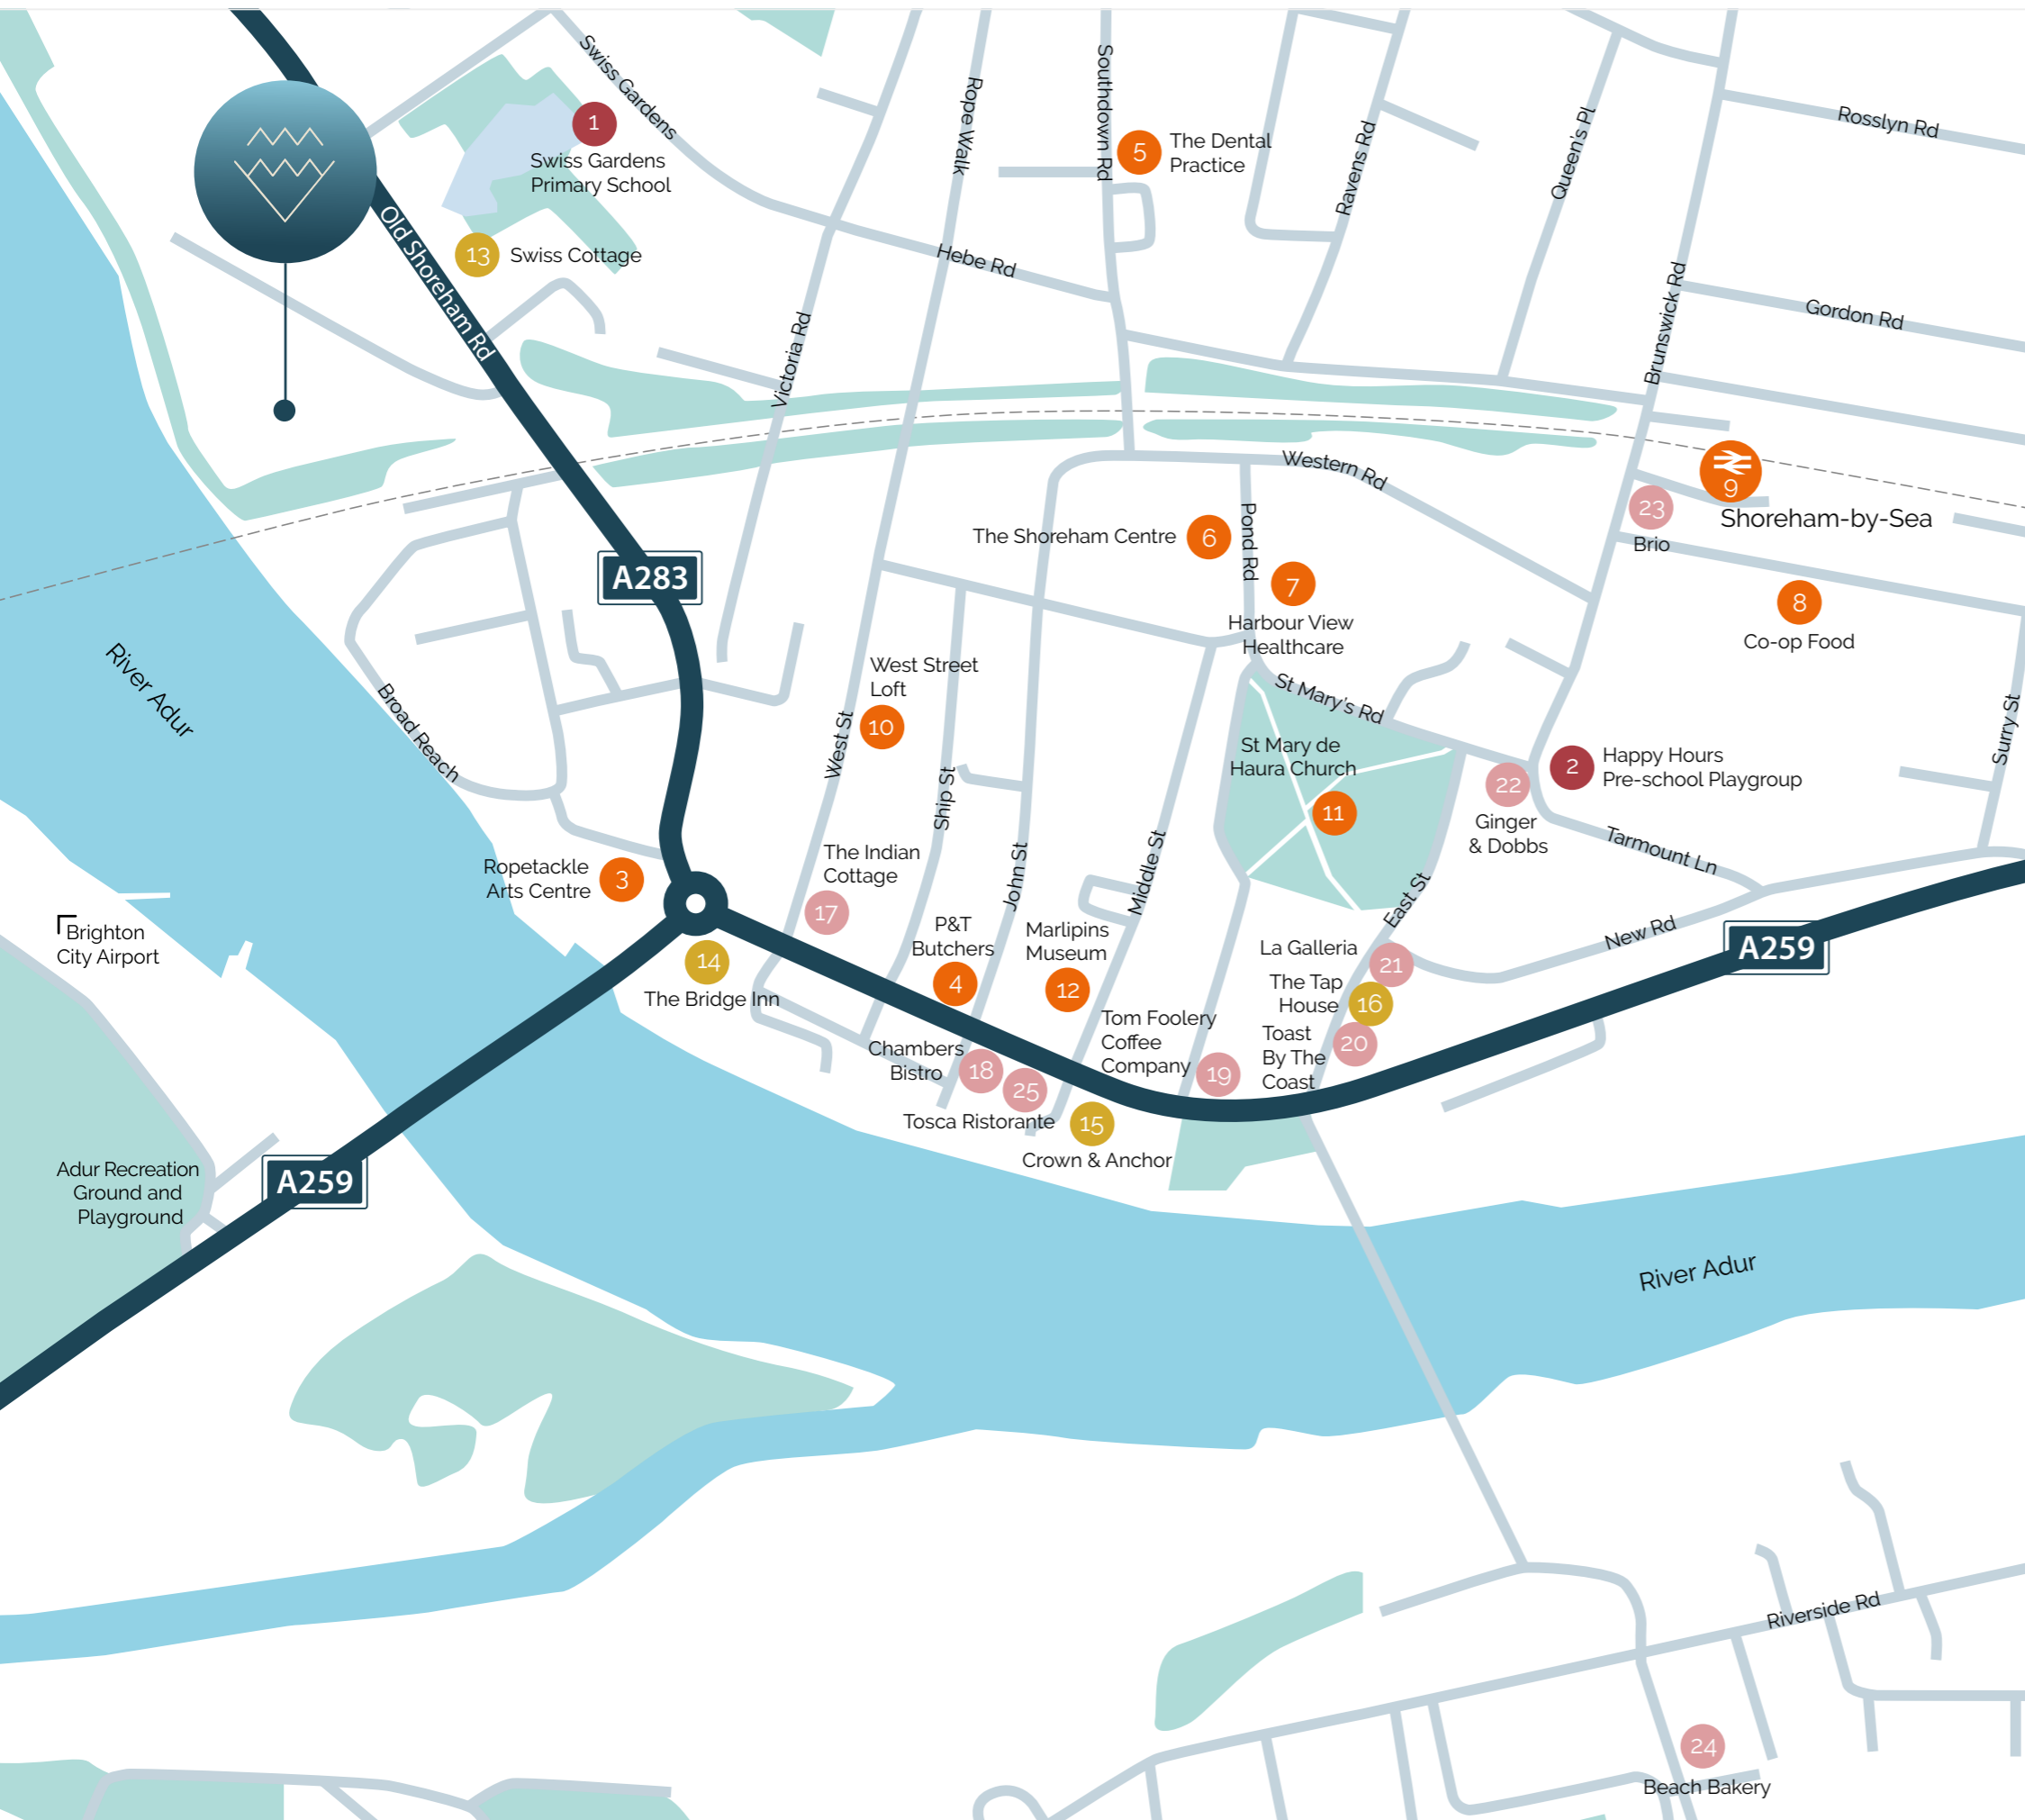 Swiss Gardens
Rope Walk
Southdown Rd
5
The Dental
Practice
Ravens Rd
Queen's Pl
Rosslyn Rd
1
Swiss Gardens
Primary School
Old Shoreham Rd
13
Swiss Cottage
Hebe Rd
Victoria Rd
Brunswick Rd
Gordon Rd
Western Rd
9
Shoreham-by-Sea
23
Brio
The Shoreham Centre
6
Pond Rd
7
Harbour View
Healthcare
8
Co-op Food
A283
River Adur
Broad Reach
West Street
Loft
10
West St
Ship St
St Mary's Rd
St Mary de
Haura Church
11
22
Ginger
& Dobbs
2
Happy Hours
Pre-school Playgroup
Surry St
Tarmount Ln
Ropetackle
Arts Centre
3
The Indian
Cottage
17
John St
Middle St
East St
New Rd
A259
Brighton
City Airport
14
The Bridge Inn
P&T
Butchers
4
Marlipins
Museum
12
La Galleria
21
The Tap
House
16
Toast
By The
Coast
20
Tom Foolery
Coffee
Company
19
Chambers
Bistro
18
25
Tosca Ristorante
15
Crown & Anchor
Adur Recreation
Ground and
Playground
A259
River Adur
Riverside Rd
24
Beach Bakery